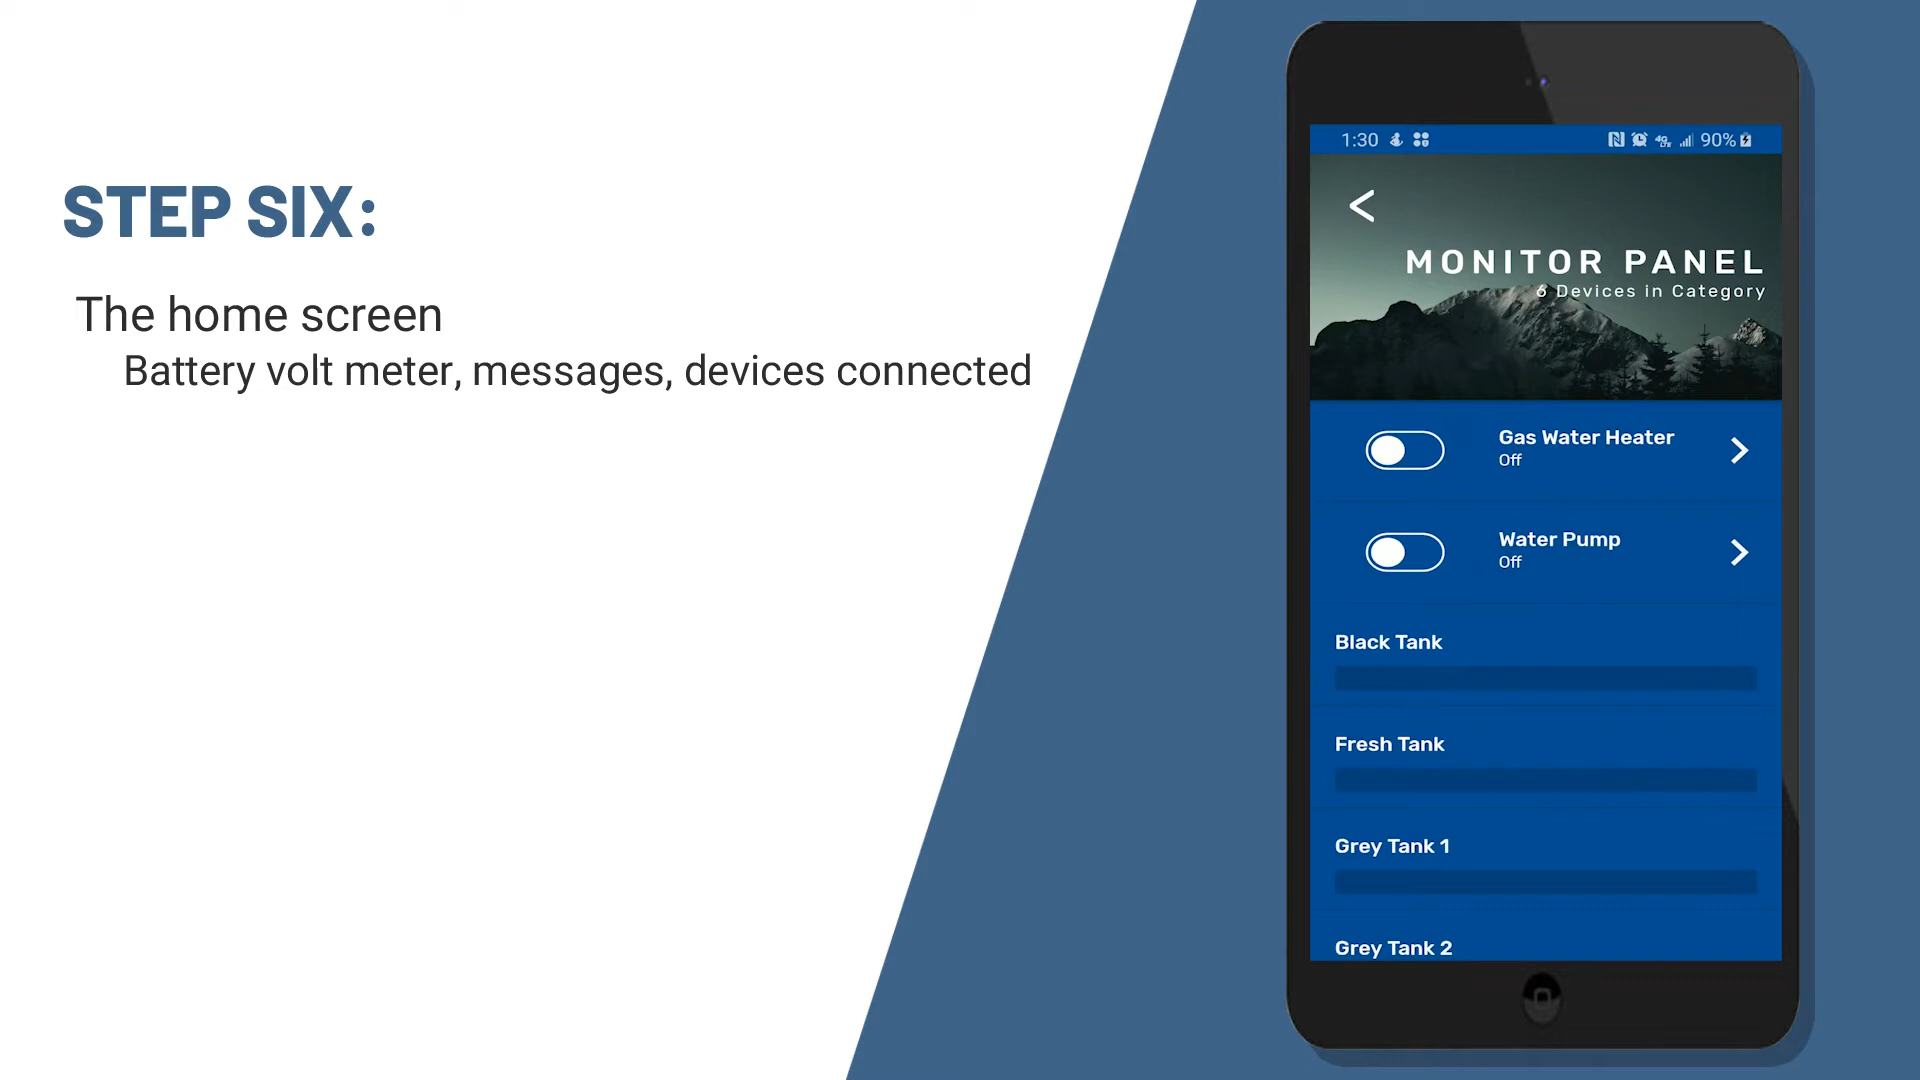 STEP SIX:
The home screen
Battery volt meter, messages, devices connected
1:30 90%
MONITOR PANEL
6 Devices in Category
Gas Water Heater
Off
Water Pump
Off
Black Tank
Fresh Tank
Grey Tank 1
Grey Tank 2